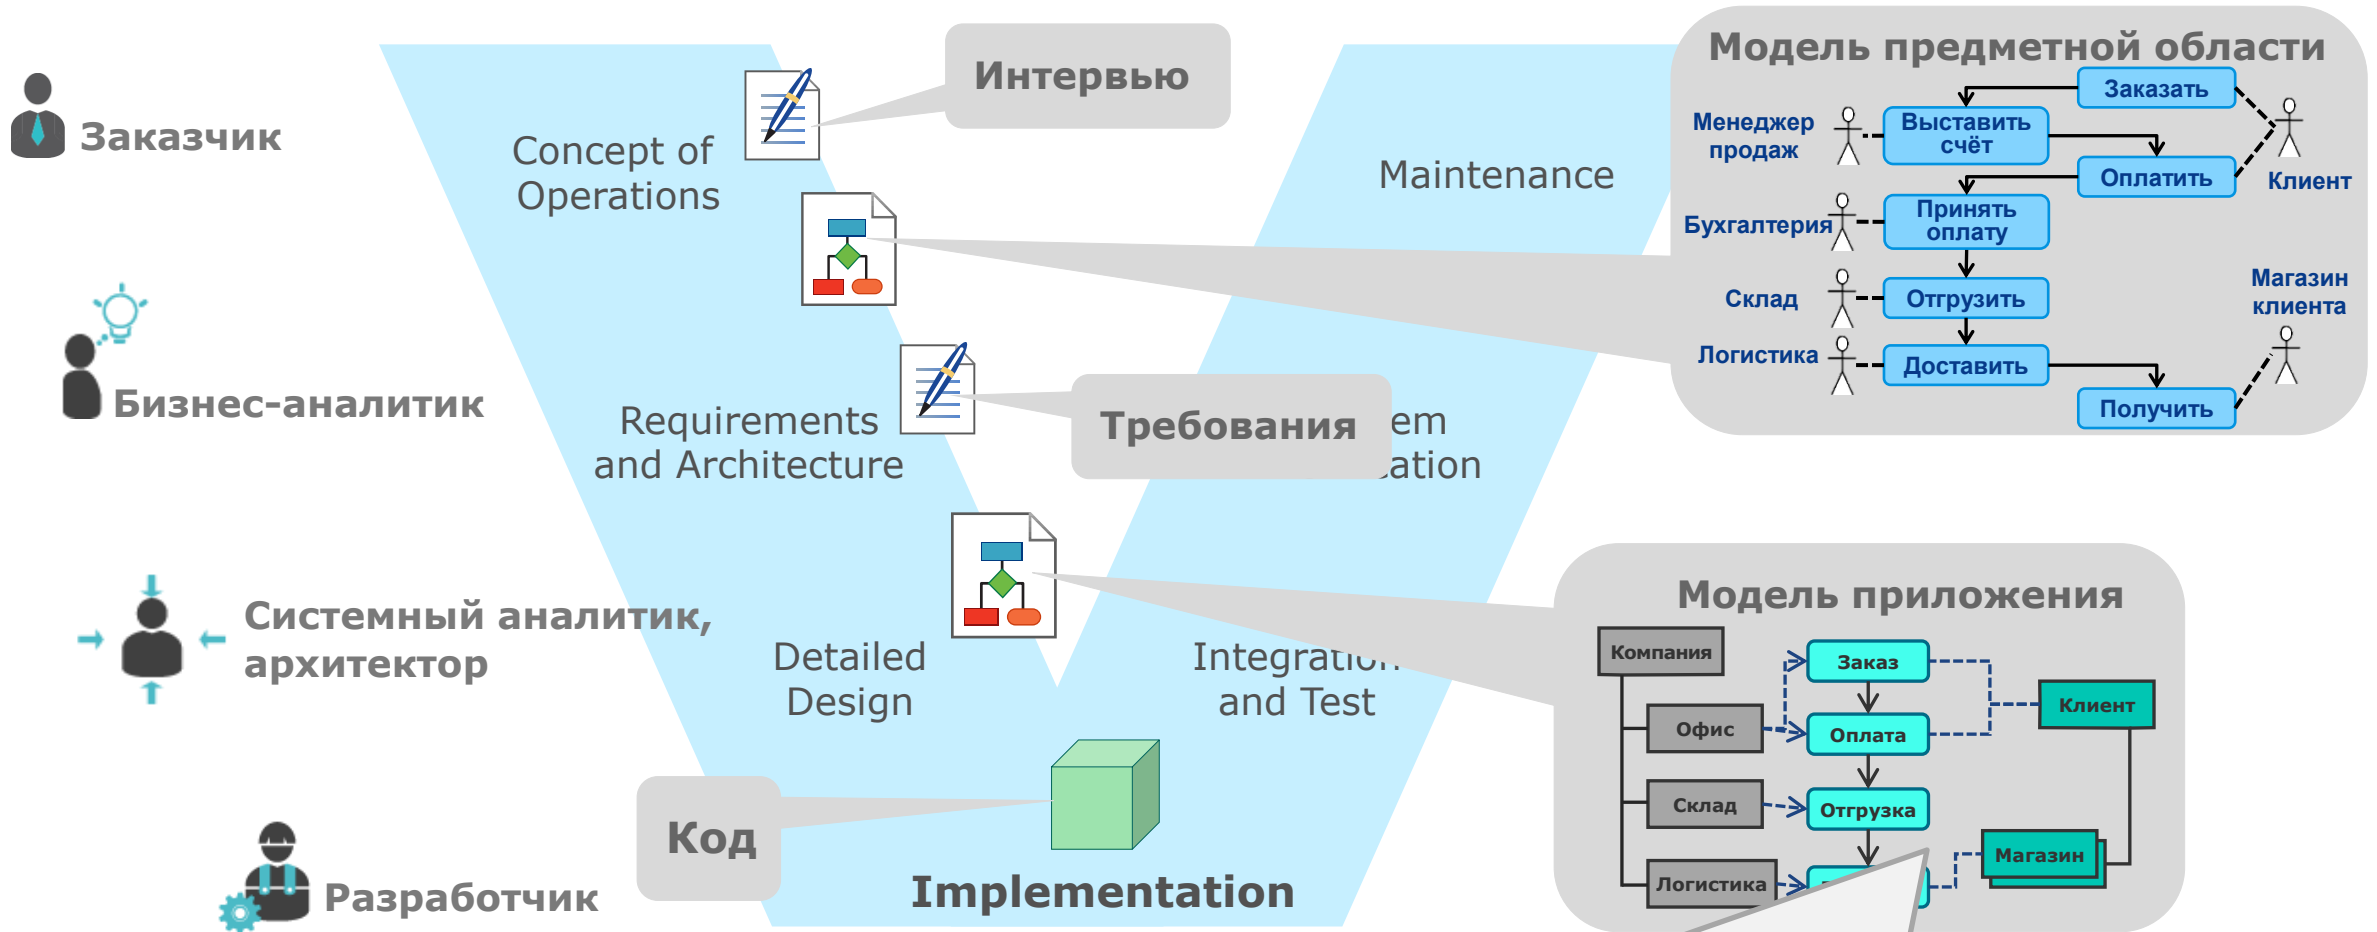 Заказчик
Бизнес-аналитик
Системный аналитик,
архитектор
Разработчик
Concept of
Operations
Requirements
and Architecture
Detailed
Design
Implementation
Integration
and Test
Maintenance
Интервью
Требования
Код
Модель предметной области
Заказать
Менеджер
продаж
Выставить
счёт
Оплатить
Клиент
Бухгалтерия
Принять
оплату
Склад
Отгрузить
Магазин
клиента
Логистика
Доставить
Получить
Модель приложения
Компания
Заказ
Офис
Оплата
Клиент
Склад
Отгрузка
Магазин
Логистика